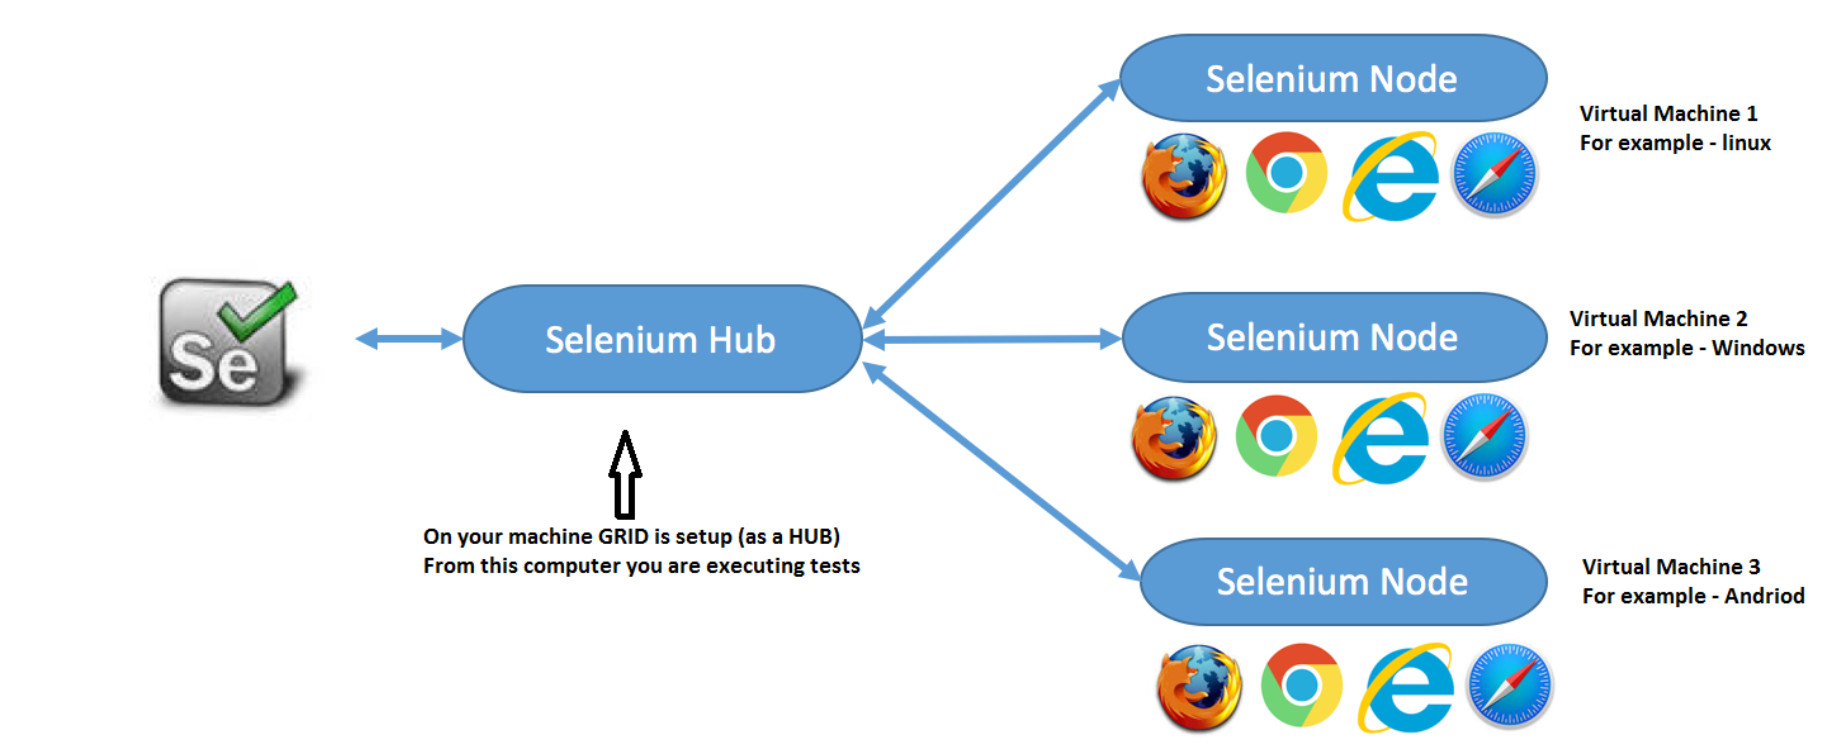 Selenium Node
Virtual Machine 1
For example - linux
Se
Selenium Hub
Selenium Node
Virtual Machine 2
For example - Windows
On your machine GRID is setup (as a HUB)
From this computer you are executing tests
Selenium Node
Virtual Machine 3
For example - Andriod